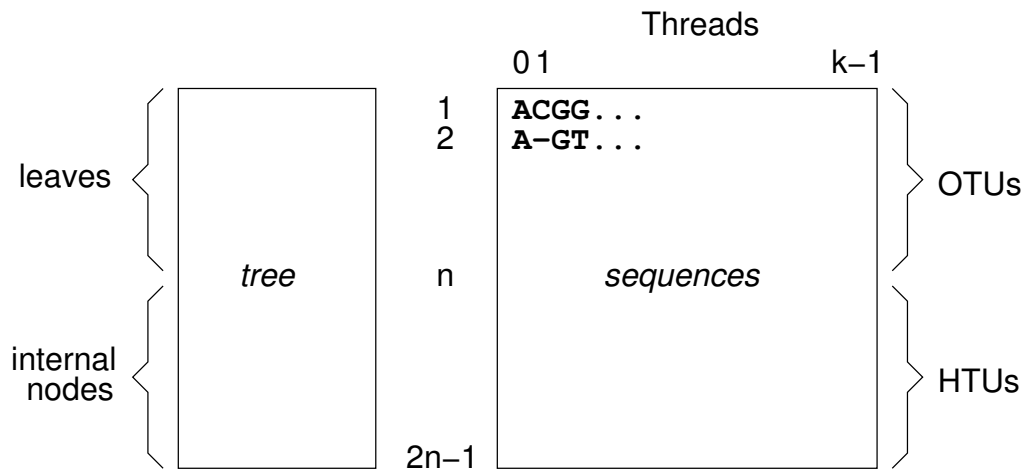 Threads
0 1 k−1
1 ACGG...
2 A−GT...
leaves
OTUs
tree n sequences
internal
nodes
HTUs
2n−1